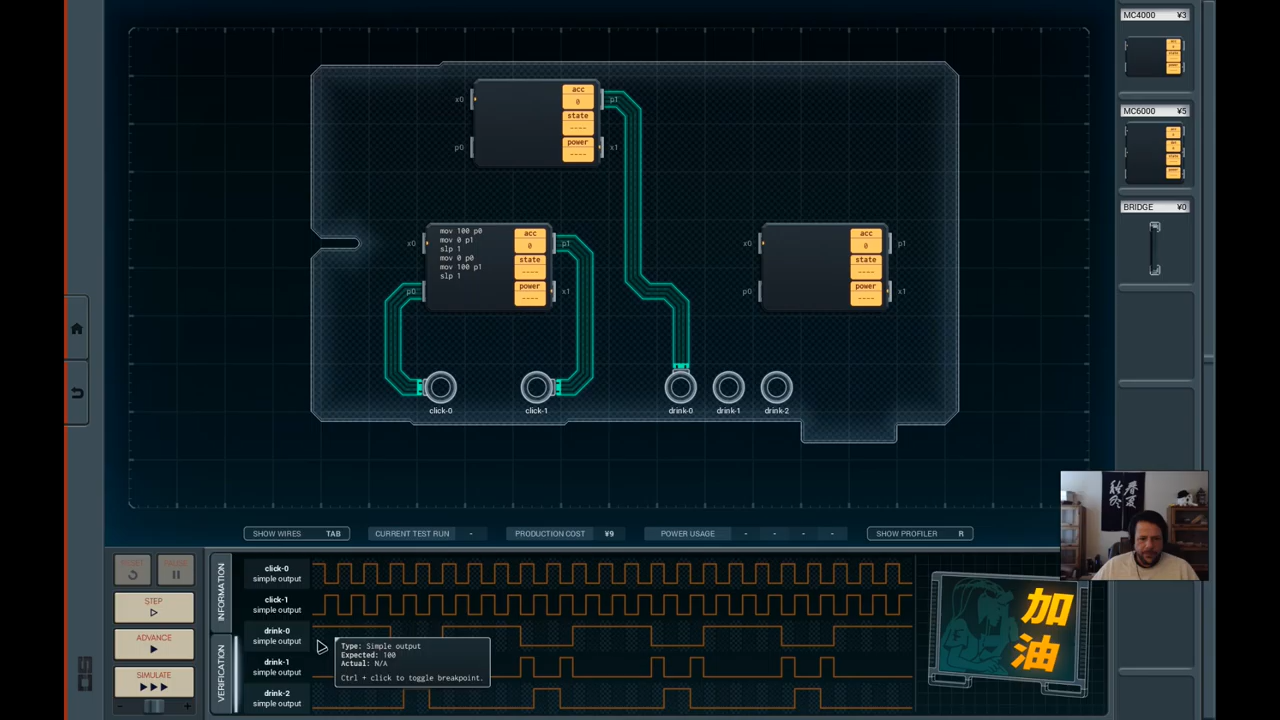 MC4000 ¥3
acc
state
power
MC6000 ¥5
BRIDGE ¥0
x0
p0
acc
0
state
----
power
----
p1
x1
x0
p0
mov 100 p0
mov 0 p1
slp 1
mov 0 p0
mov 100 p1
slp 1
acc
0
state
----
power
----
p1
x1
x0
p0
acc
0
state
----
power
----
p1
x1
click-0
click-1
drink-0
drink-1
drink-2
SHOW WIRES TAB
CURRENT TEST RUN -
PRODUCTION COST ¥9
POWER USAGE - - - -
SHOW PROFILER R
RESET
PAUSE
STEP
ADVANCE
SIMULATE
- +
INFORMATION
VERIFICATION
click-0
simple output
click-1
simple output
drink-0
simple output
drink-1
simple output
drink-2
simple output
Type: Simple output
Expected: 100
Actual: N/A
Ctrl + click to toggle breakpoint.
加
油